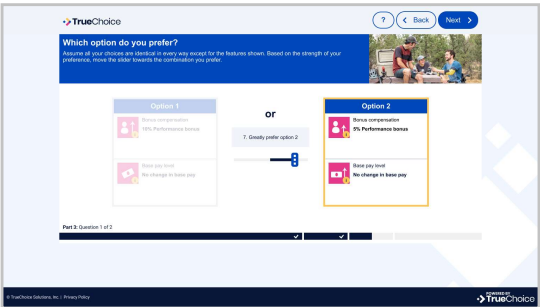 TrueChoice
?
Back
Next
Which option do you prefer?
Assume all your choices are identical in every way except for the features shown. Based on the strength of your
preference, move the slider towards the combination you prefer.
Option 1
Bonus compensation
10% Performance bonus
Base pay level
No change in base pay
or
7. Greatly prefer option 2
Option 2
Bonus compensation
5% Performance bonus
Base pay level
No change in base pay
Part 3: Question 1 of 2
© TrueChoice Solutions, Inc. | Privacy Policy
POWERED BY
TrueChoice